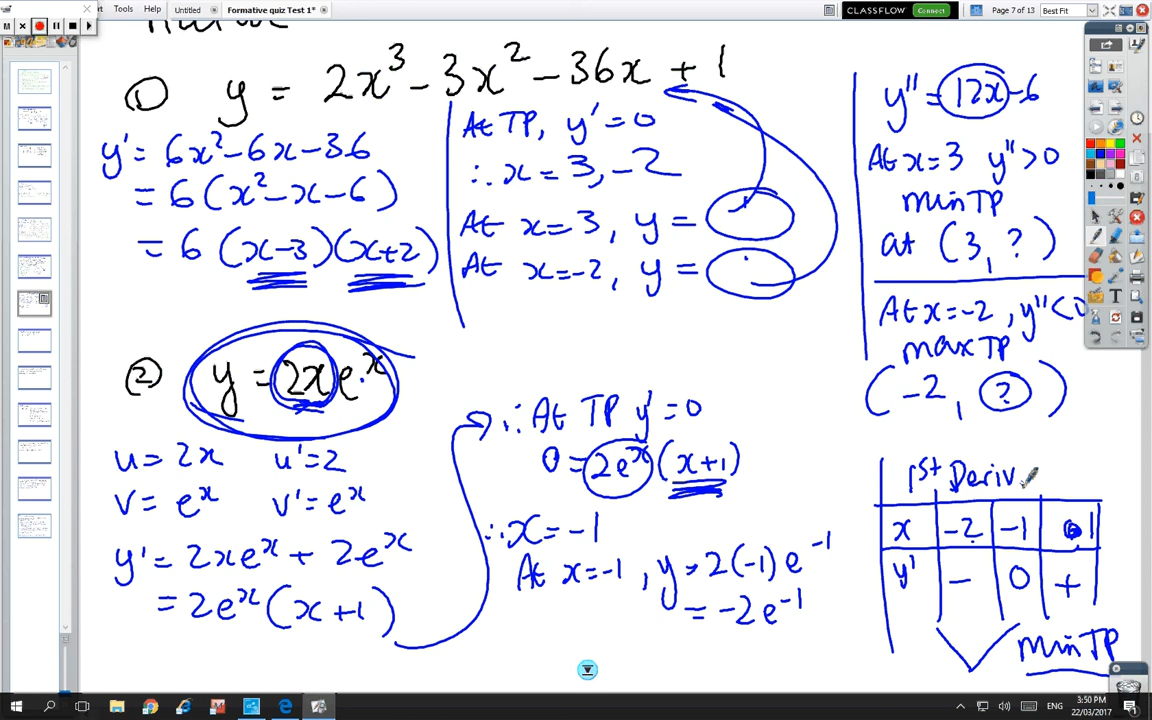 Tests
Ideas
Formative quiz Test 1*
CLASSFLOW
Connect
Page 7 of 13
Best Fit
① y = 2x³ - 3x² - 36x + 1
y' = 6x² - 6x - 36
= 6(x² - x - 6)
= 6(x-3)(x+2)
At TP, y' = 0
∴ x = 3, -2
At x = 3, y =
At x = -2, y =
y'' = 12x - 6
At x = 3 y'' > 0
min TP
at (3, ?)
At x = -2, y'' < 0
max TP
(-2, ?)
② y = 2xe^x
u = 2x u' = 2
v = e^x v' = e^x
y' = 2xe^x + 2e^x
= 2e^x(x+1)
∴ At TP y' = 0
0 = 2e^x(x+1)
∴ x = -1
At x = -1, y = 2(-1)e^-1
= -2e^-1
1st Deriv
x -2 -1 1
y' - 0 +
min TP
ENG
3:50 PM
22/03/2017